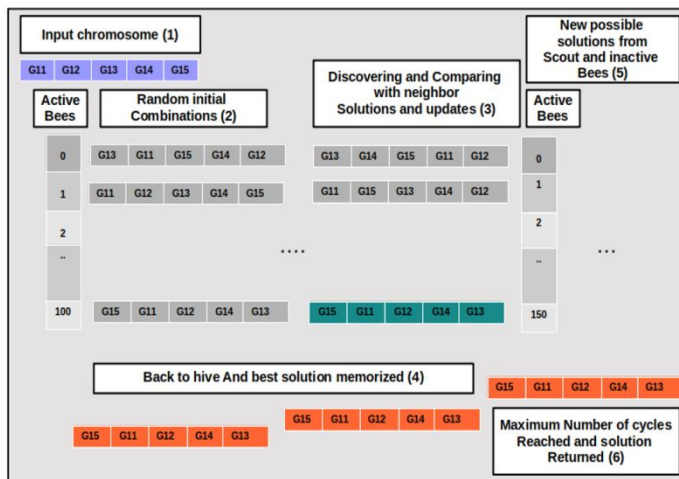 Input chromosome (1)
G11 G12 G13 G14 G15
New possible
solutions from
Scout and inactive
Bees (5)
Active
Bees
Random initial
Combinations (2)
Discovering and Comparing
with neighbor
Solutions and updates (3)
Active
Bees
0 G13 G11 G15 G14 G12 G13 G14 G15 G11 G12 0
1 G11 G12 G13 G14 G15 G11 G15 G13 G14 G12 1
2 2
.. .... .. ...
100 G15 G11 G12 G14 G13 G15 G11 G12 G14 G13 150
Back to hive And best solution memorized (4)
G15 G11 G12 G14 G13
G15 G11 G12 G14 G13
G15 G11 G12 G14 G13
Maximum Number of cycles
Reached and solution
Returned (6)